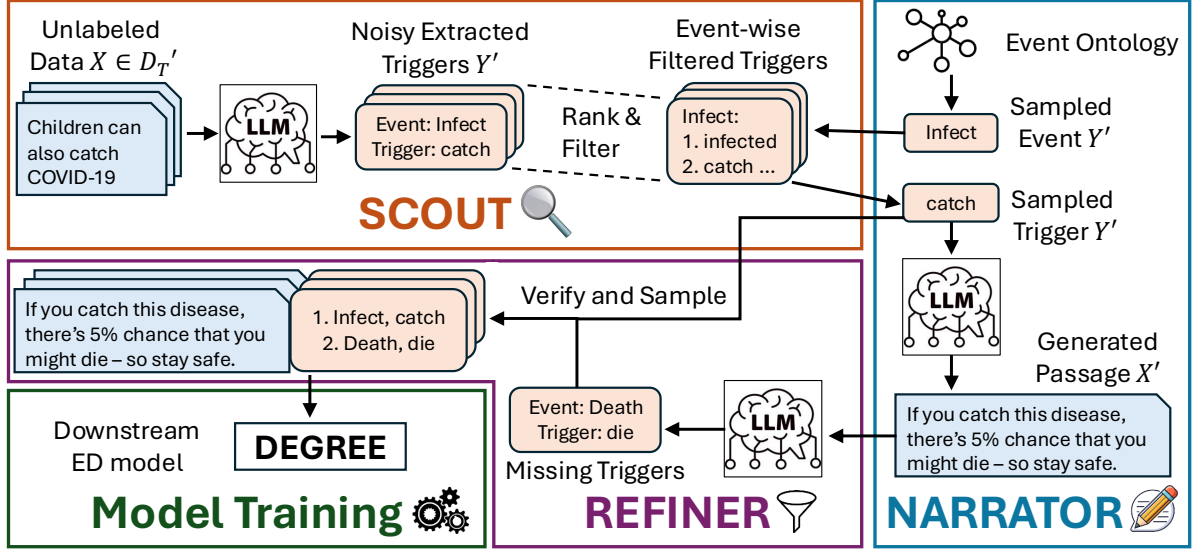 Unlabeled
Data X ∈ D_T′
Children can
also catch
COVID-19
LLM
Noisy Extracted
Triggers Y′
Event: Infect
Trigger: catch
Rank &
Filter
Event-wise
Filtered Triggers
Infect:
1. infected
2. catch ...
SCOUT
Event Ontology
Infect
Sampled
Event Y′
catch
Sampled
Trigger Y′
LLM
Generated
Passage X′
If you catch this disease,
there's 5% chance that you
might die – so stay safe.
NARRATOR
If you catch this disease,
there's 5% chance that you
might die – so stay safe.
1. Infect, catch
2. Death, die
Verify and Sample
Event: Death
Trigger: die
Missing Triggers
LLM
REFINER
Downstream
ED model
DEGREE
Model Training